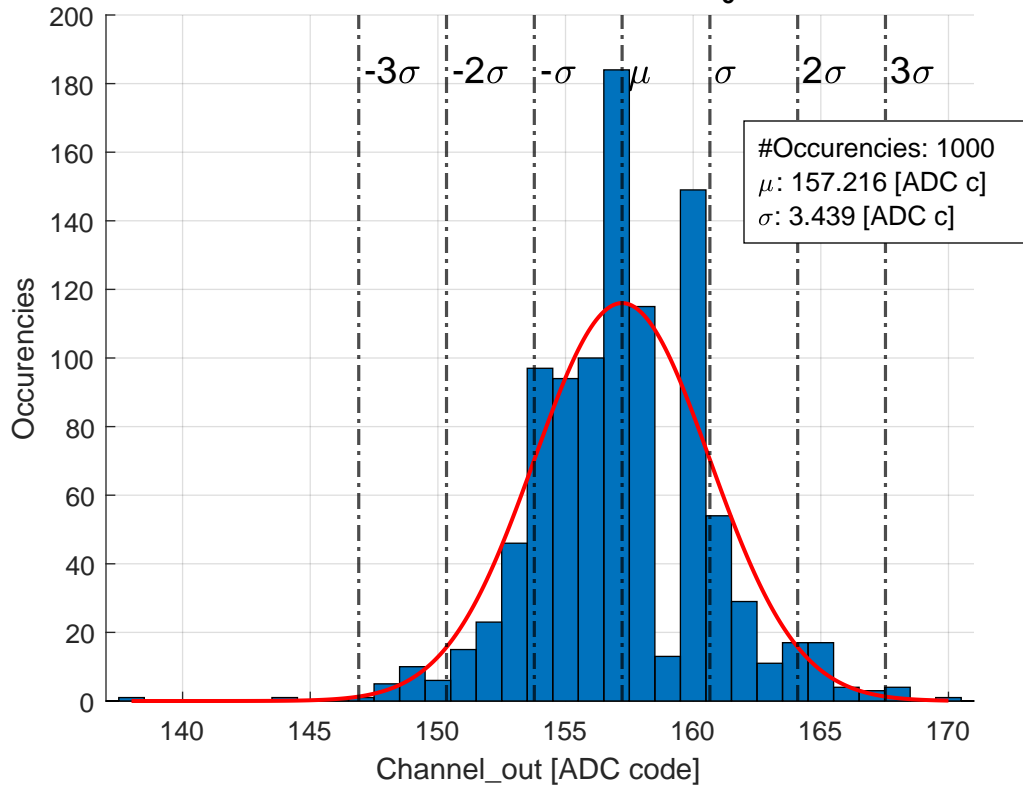 200
180
160
140
120
100
80
60
40
20
0
Occurencies
-3σ
-2σ
-σ
μ
σ
2σ
3σ
#Occurencies: 1000
μ: 157.216 [ADC c]
σ: 3.439 [ADC c]
140
145
150
155
160
165
170
Channel_out [ADC code]